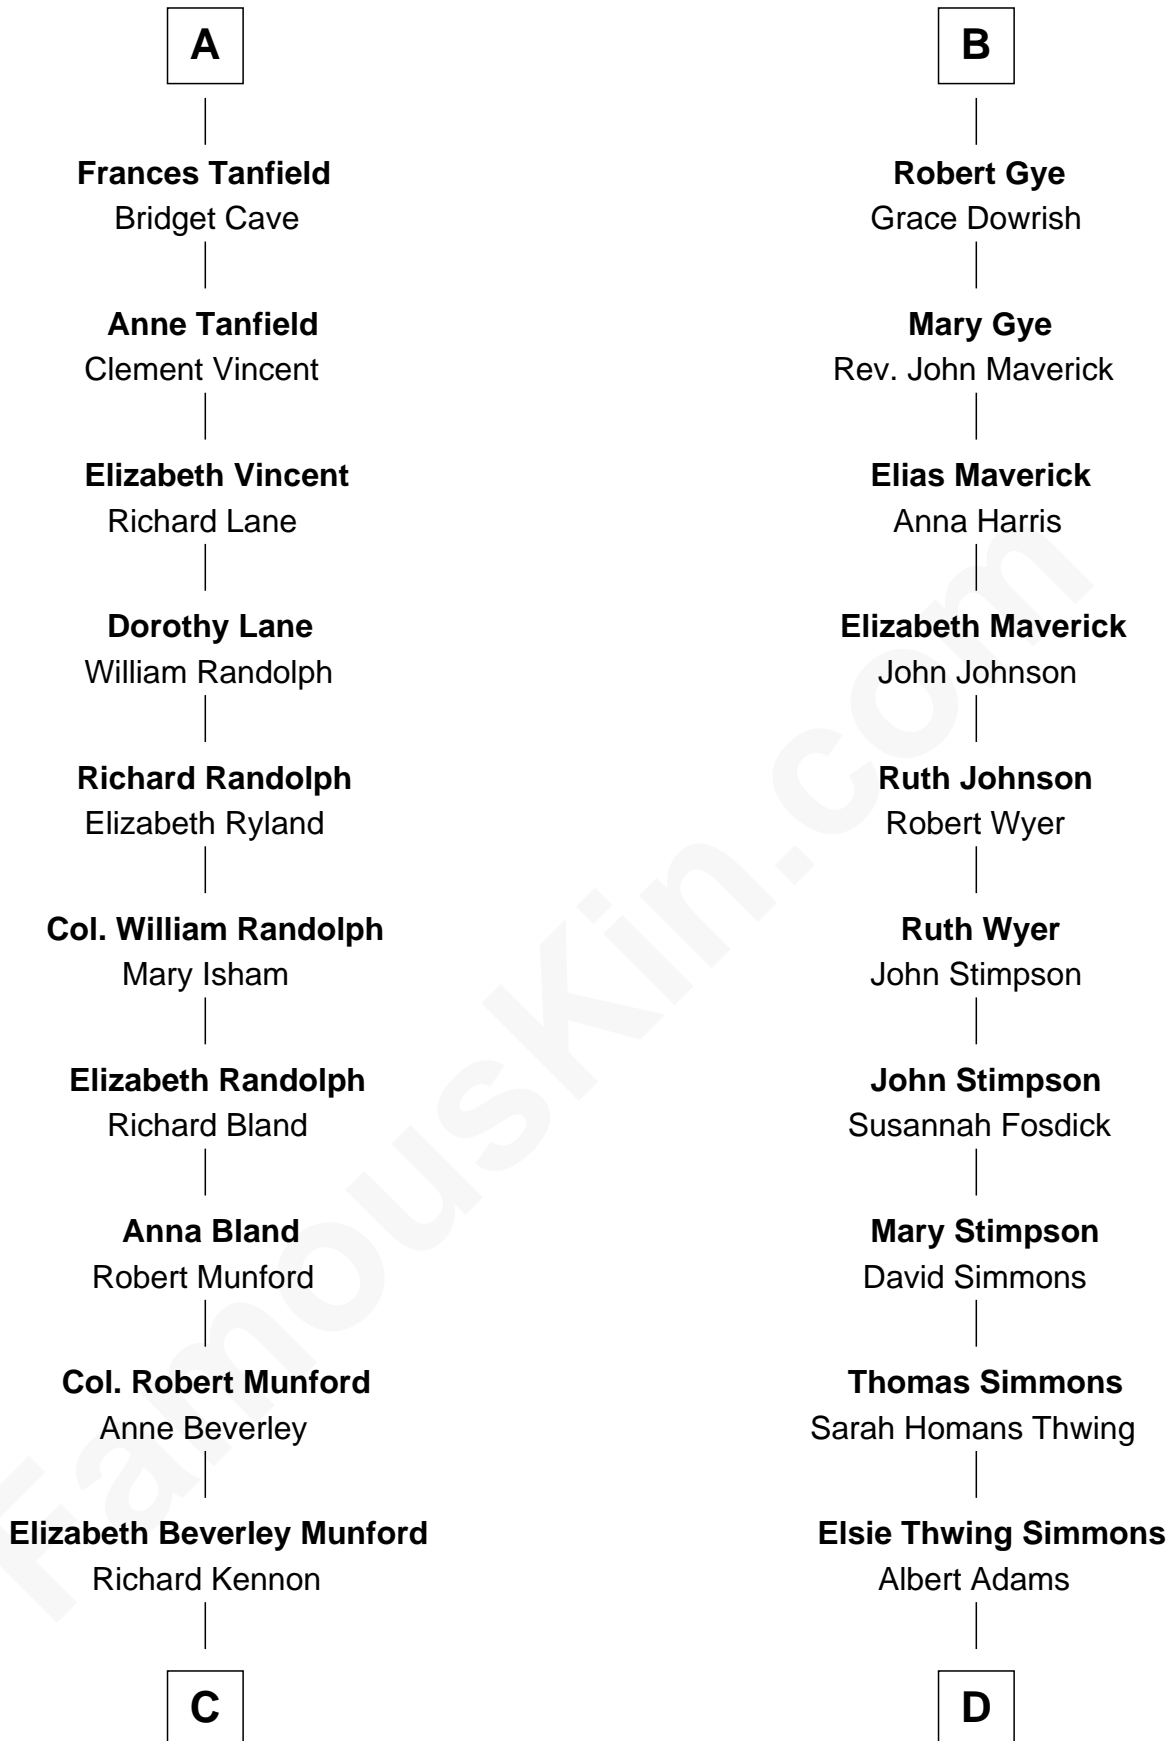 A
Frances Tanfield
Bridget Cave
Anne Tanfield
Clement Vincent
Elizabeth Vincent
Richard Lane
Dorothy Lane
William Randolph
Richard Randolph
Elizabeth Ryland
Col. William Randolph
Mary Isham
Elizabeth Randolph
Richard Bland
Anna Bland
Robert Munford
Col. Robert Munford
Anne Beverley
Elizabeth Beverley Munford
Richard Kennon
C
B
Robert Gye
Grace Dowrish
Mary Gye
Rev. John Maverick
Elias Maverick
Anna Harris
Elizabeth Maverick
John Johnson
Ruth Johnson
Robert Wyer
Ruth Wyer
John Stimpson
John Stimpson
Susannah Fosdick
Mary Stimpson
David Simmons
Thomas Simmons
Sarah Homans Thwing
Elsie Thwing Simmons
Albert Adams
D
FamousKin.com